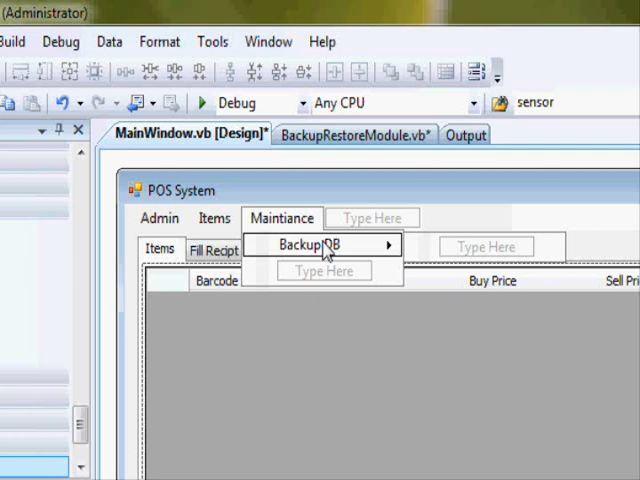 (Administrator)
Build Debug Data Format Tools Window Help
Debug Any CPU sensor
MainWindow.vb [Design]* BackupRestoreModule.vb* Output
POS System
Admin Items Maintiance Type Here
Items Fill Recipt Backup DB Type Here
Type Here
Barcode Buy Price Sell Pri